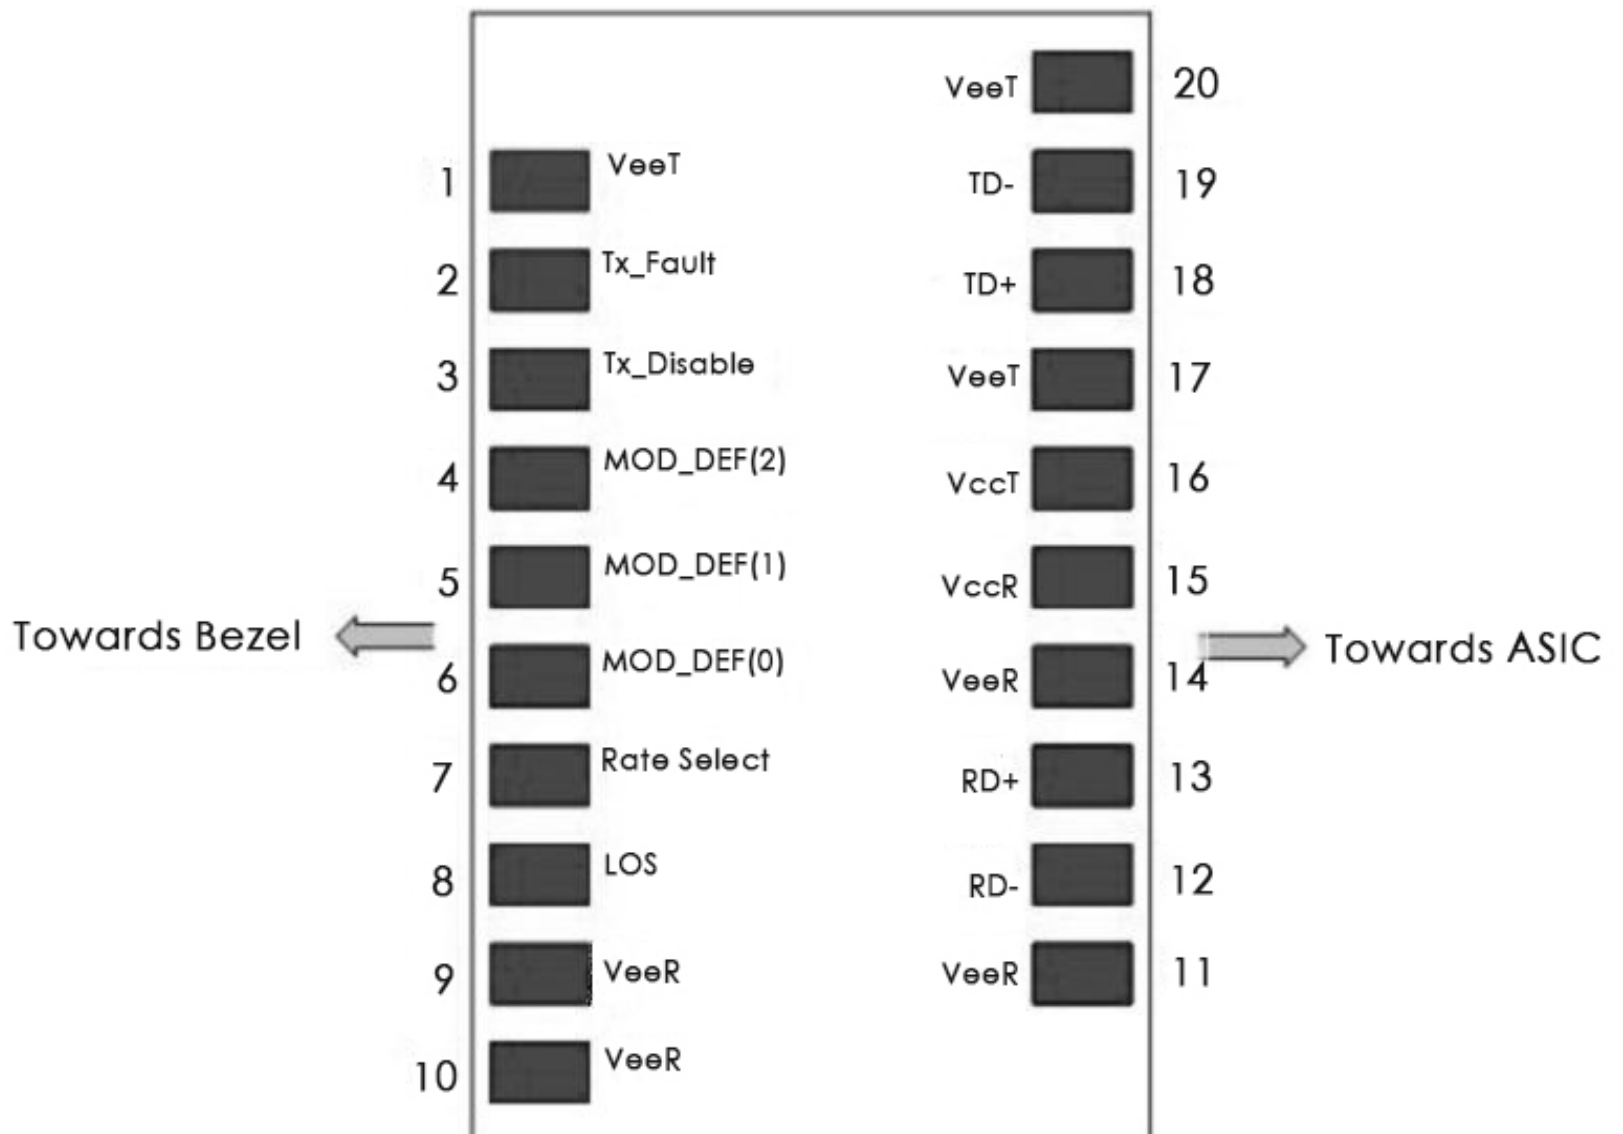 VeeT 20
1 VeeT
TD- 19
2 Tx_Fault
TD+ 18
3 Tx_Disable
VeeT 17
4 MOD_DEF(2)
VccT 16
5 MOD_DEF(1)
VccR 15
Towards Bezel
Towards ASIC
6 MOD_DEF(0)
VeeR 14
7 Rate Select
RD+ 13
8 LOS
RD- 12
9 VeeR
VeeR 11
10 VeeR